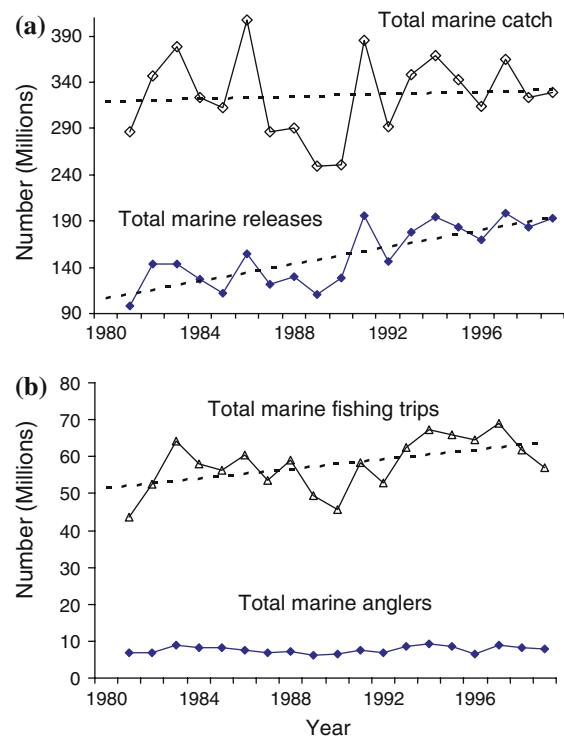 (a)
Total marine catch
390
340
290
240
190
140
90
Number (Millions)
Total marine releases
1980 1984 1988 1992 1996
(b)
80
70
60
50
40
30
20
10
0
Number (Millions)
Total marine fishing trips
Total marine anglers
1980 1984 1988 1992 1996
Year